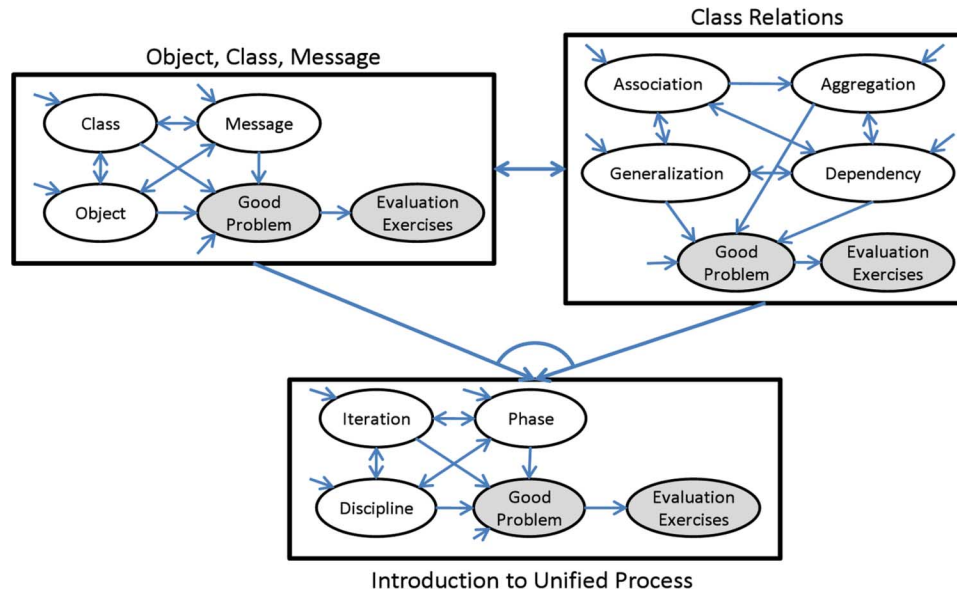 Class Relations
Object, Class, Message
Class
Message
Object
Good
Problem
Evaluation
Exercises
Association
Aggregation
Generalization
Dependency
Good
Problem
Evaluation
Exercises
Iteration
Phase
Discipline
Good
Problem
Evaluation
Exercises
Introduction to Unified Process